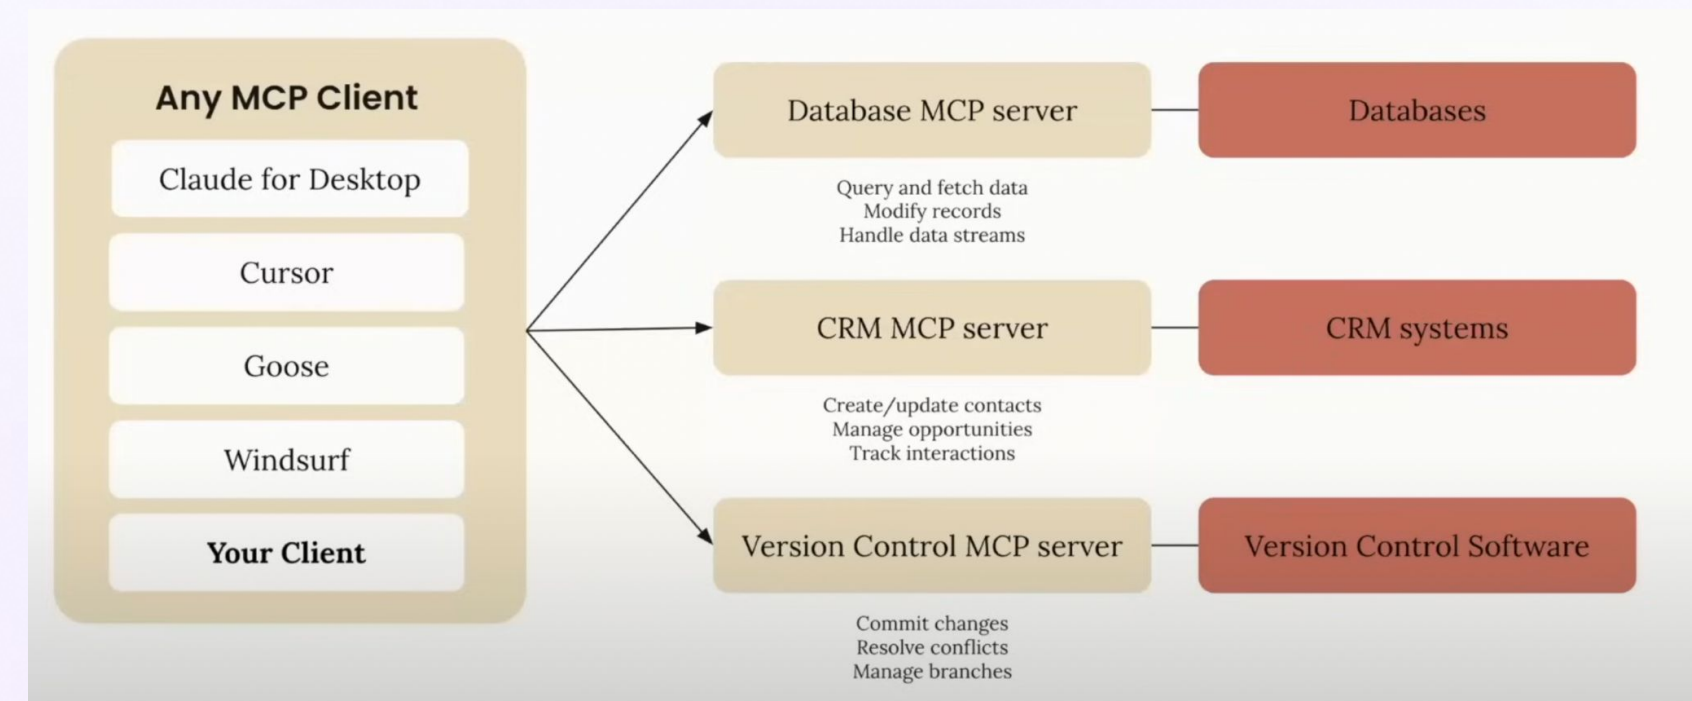 Any MCP Client
Claude for Desktop
Cursor
Goose
Windsurf
Your Client
Database MCP server
Databases
Query and fetch data
Modify records
Handle data streams
CRM MCP server
CRM systems
Create/update contacts
Manage opportunities
Track interactions
Version Control MCP server
Version Control Software
Commit changes
Resolve conflicts
Manage branches